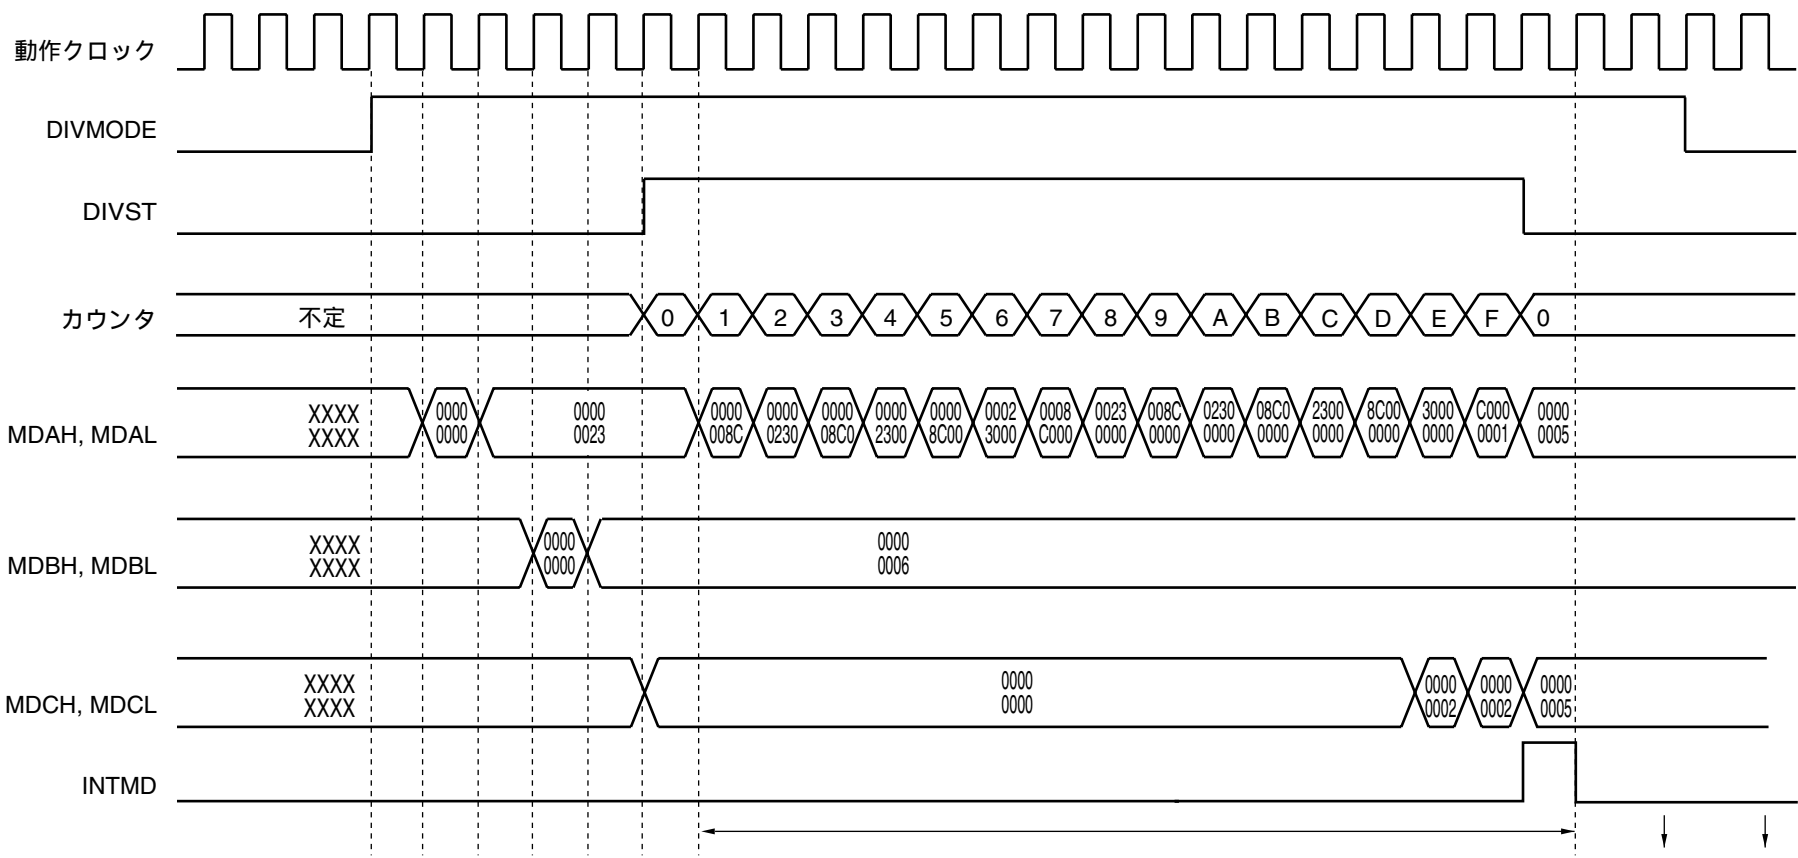 動作クロック
DIVMODE
DIVST
カウンタ 不定 0 1 2 3 4 5 6 7 8 9 A B C D E F 0
MDAH, MDAL
XXXX 0000 0000 0000 0000 0000 0000 0000 0002 0008 0023 008C 0230 08C0 2300 8C00 3000 C000 0000
XXXX 0000 0023 008C 0230 08C0 2300 8C00 3000 C000 0000 0000 0000 0000 0000 0000 0000 0001 0005
MDBH, MDBL
XXXX 0000 0000
XXXX 0000 0006
MDCH, MDCL
XXXX 0000 0000 0000 0000
XXXX 0000 0002 0002 0005
INTMD